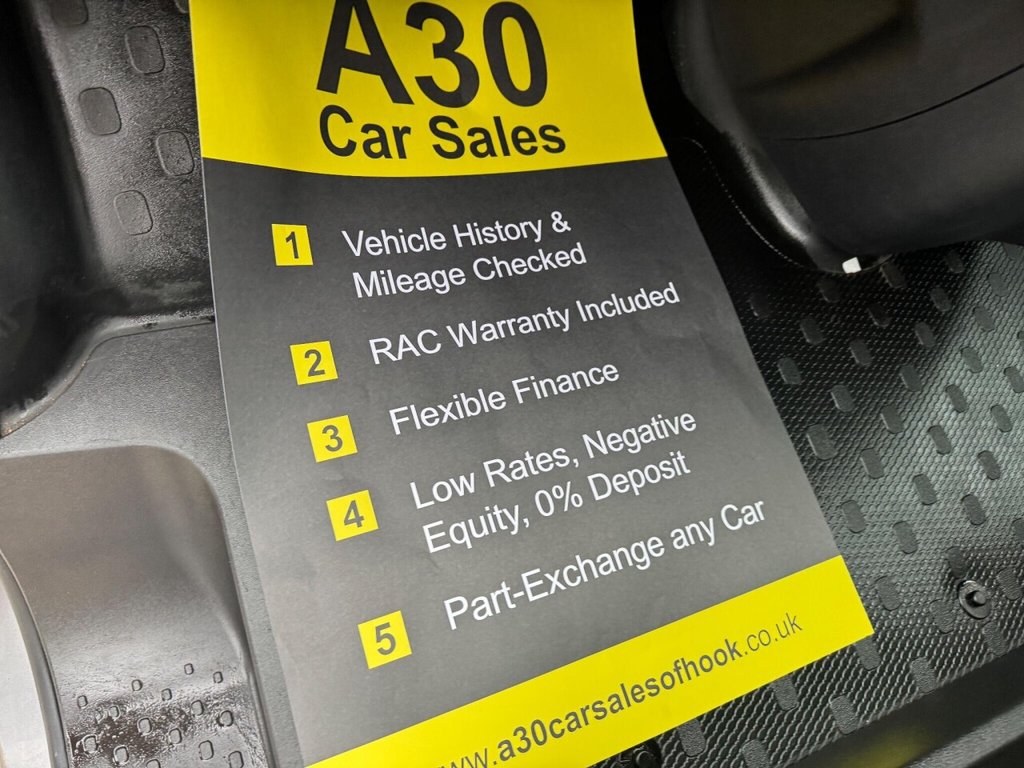 A30
Car Sales
1 Vehicle History &
Mileage Checked
2 RAC Warranty Included
3 Flexible Finance
4 Low Rates, Negative
Equity, 0% Deposit
5 Part-Exchange any Car
www.a30carsalesofhook.co.uk